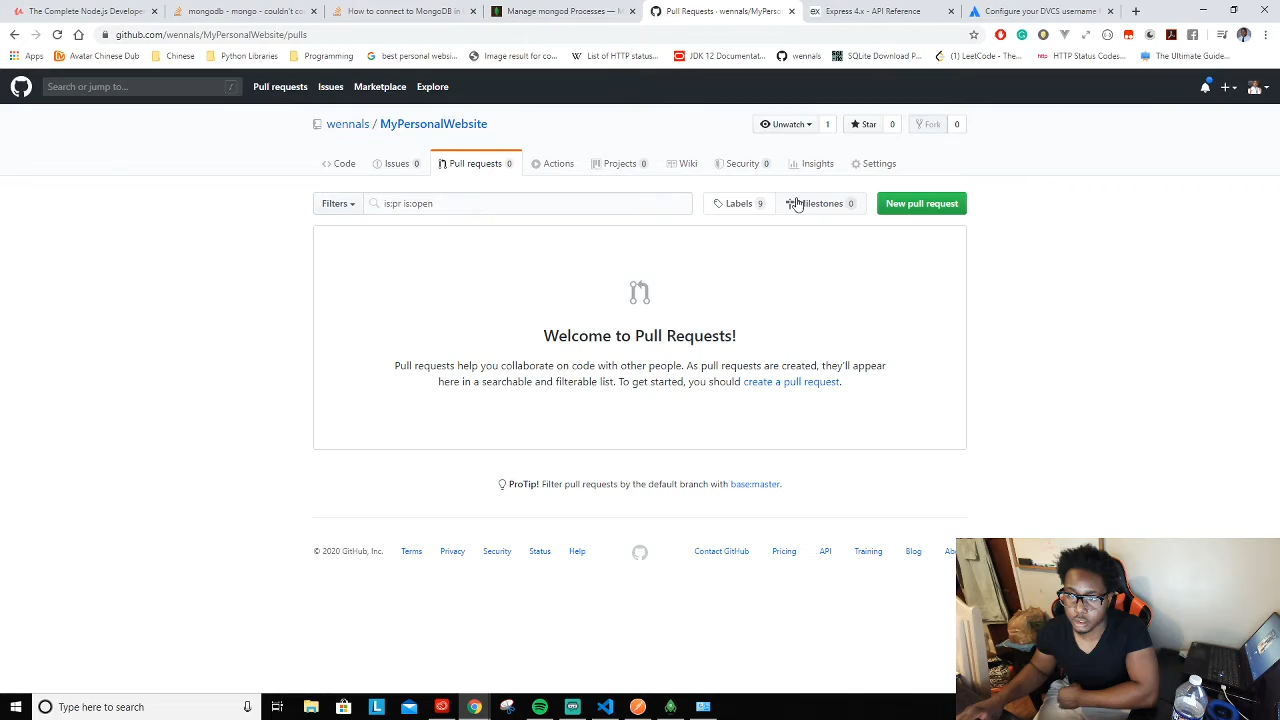 The Complete Node.js Developer
mongodb - mongo - couldn't co
How to connect to MongoDB in
Manage mongod Processes — M
Pull Requests · wennals/MyPerso
Express 4.x - API Reference
Configure your DVCS username
github.com/wennals/MyPersonalWebsite/pulls
Apps
Avatar Chinese Dub
Chinese
Python Libraries
Programming
best personal websi...
Image result for co...
List of HTTP status...
JDK 12 Documentat...
wennals
SQLite Download P...
(1) LeetCode - The...
HTTP Status Codes...
The Ultimate Guide...
Search or jump to... /
Pull requests
Issues
Marketplace
Explore
wennals / MyPersonalWebsite
Unwatch 1
Star 0
Fork 0
Code
Issues 0
Pull requests 0
Actions
Projects 0
Wiki
Security 0
Insights
Settings
Filters
is:pr is:open
Labels 9
ilestones 0
New pull request
Welcome to Pull Requests!
Pull requests help you collaborate on code with other people. As pull requests are created, they'll appear
here in a searchable and filterable list. To get started, you should create a pull request.
ProTip! Filter pull requests by the default branch with base:master.
© 2020 GitHub, Inc.
Terms
Privacy
Security
Status
Help
Contact GitHub
Pricing
API
Training
Blog
Ab
Type here to search